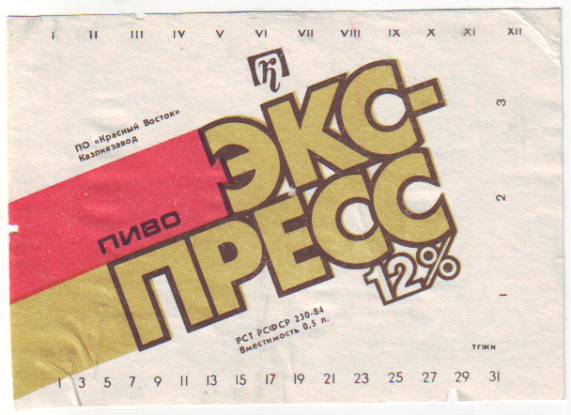 I II III IV V VI VII VIII IX X XI XII
ПО «Красный Восток»
Казпивзавод
ЭКС-
ПРЕСС
ПИВО
12%
РСТ РСФСР 230-84
Вместимость 0,5 л.
3
2
1
ТГЖИ
1 3 5 7 9 11 13 15 17 19 21 23 25 27 29 31